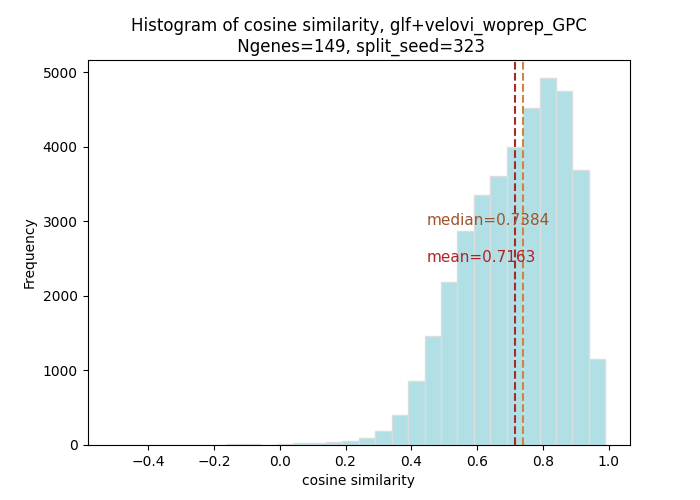 Histogram of cosine similarity, glf+velovi_woprep_GPC
Ngenes=149, split_seed=323
5000
4000
3000
2000
1000
0
Frequency
median=0.7384
mean=0.7163
−0.4 −0.2 0.0 0.2 0.4 0.6 0.8 1.0
cosine similarity